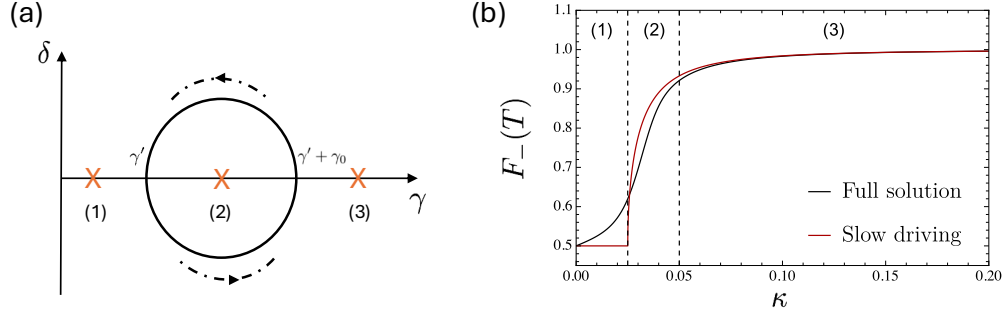 (a)
δ
γ′
γ′ + γ₀
X X X
(1) (2) (3)
γ
(b)
F₋(T)
1.1
1.0
0.9
0.8
0.7
0.6
0.5
(1) (2) (3)
Full solution
Slow driving
0.00 0.05 0.10 0.15 0.20
κ